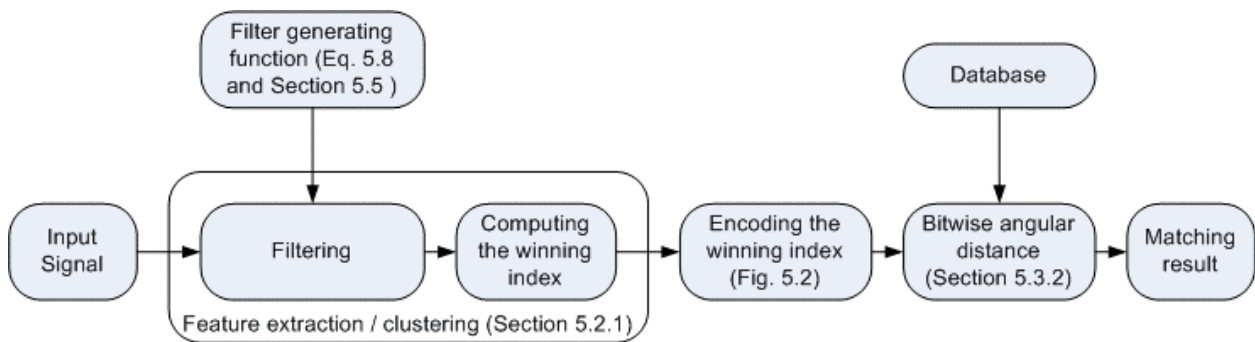 Filter generating
function (Eq. 5.8
and Section 5.5 )
Database
Input
Signal
Filtering
Computing
the winning
index
Encoding the
winning index
(Fig. 5.2)
Bitwise angular
distance
(Section 5.3.2)
Matching
result
Feature extraction / clustering (Section 5.2.1)